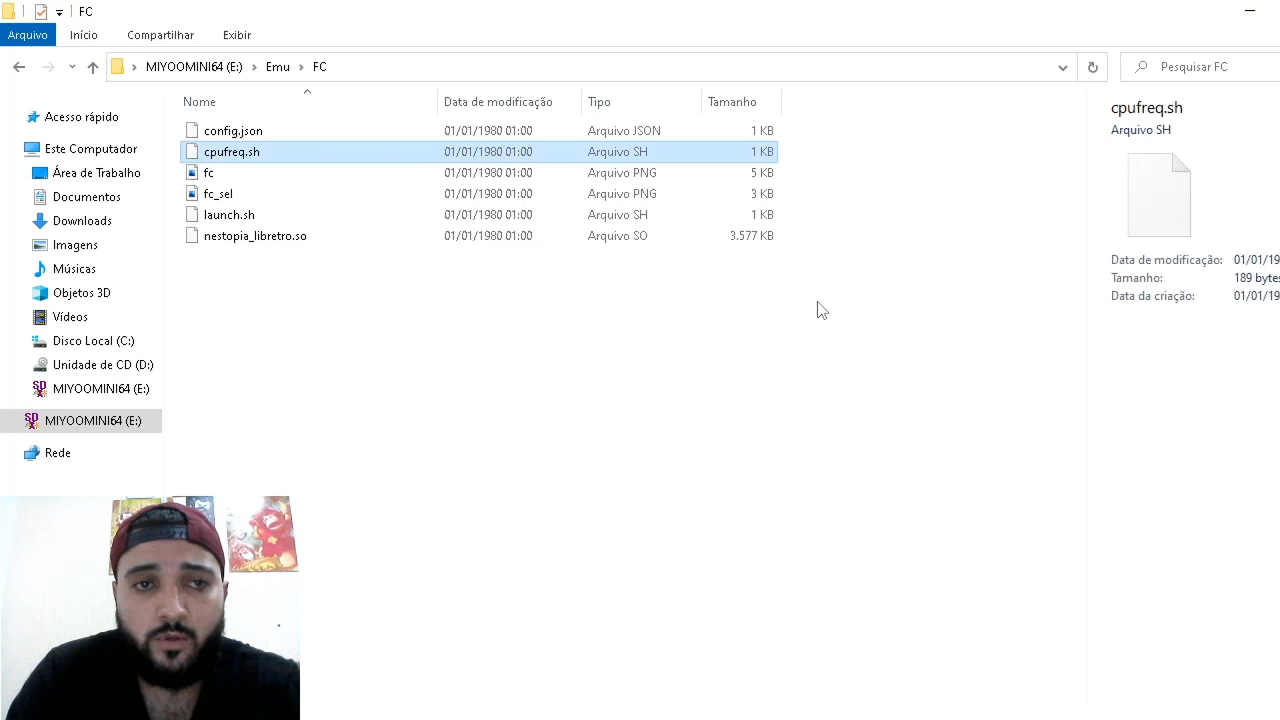 FC
Arquivo Início Compartilhar Exibir
MIYOOMINI64 (E:) Emu FC
Pesquisar FC
Acesso rápido
Este Computador
Área de Trabalho
Documentos
Downloads
Imagens
Músicas
Objetos 3D
Vídeos
Disco Local (C:)
Unidade de CD (D:)
MIYOOMINI64 (E:)
MIYOOMINI64 (E:)
Rede
Nome Data de modificação Tipo Tamanho
config.json 01/01/1980 01:00 Arquivo JSON 1 KB
cpufreq.sh 01/01/1980 01:00 Arquivo SH 1 KB
fc 01/01/1980 01:00 Arquivo PNG 5 KB
fc_sel 01/01/1980 01:00 Arquivo PNG 3 KB
launch.sh 01/01/1980 01:00 Arquivo SH 1 KB
nestopia_libretro.so 01/01/1980 01:00 Arquivo SO 3.577 KB
cpufreq.sh
Arquivo SH
Data de modificação: 01/01/19
Tamanho: 189 bytes
Data da criação: 01/01/19